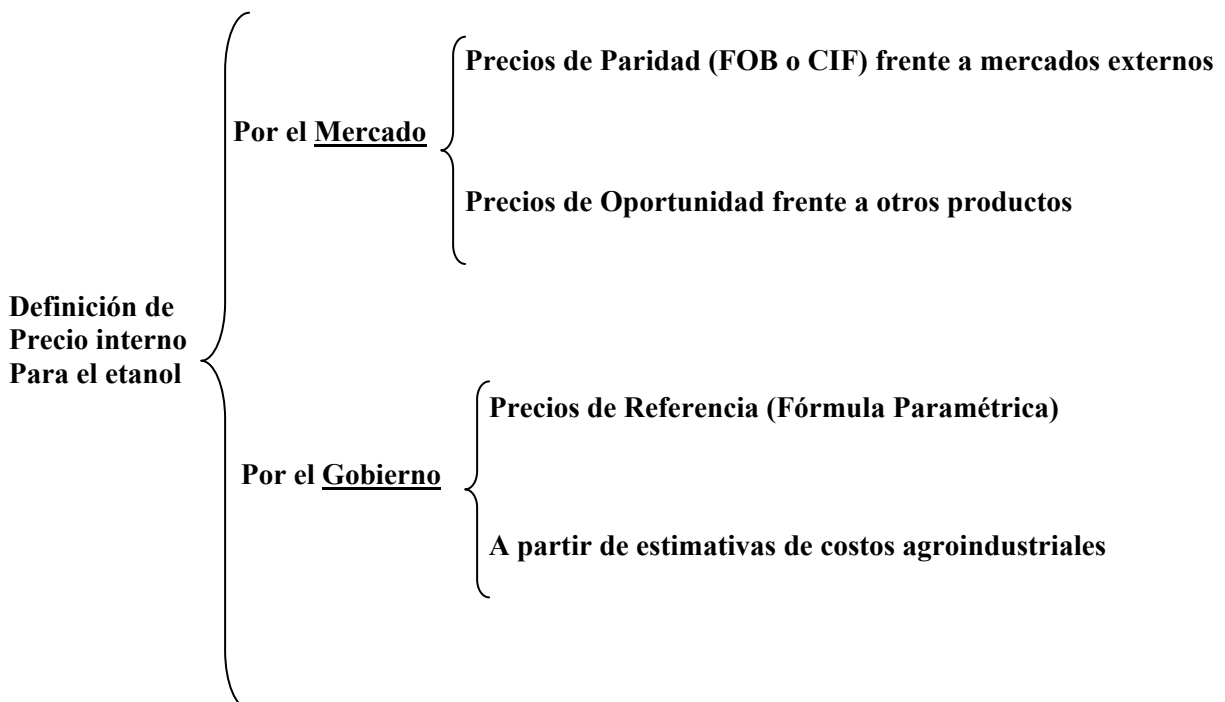 Precios de Paridad (FOB o CIF) frente a mercados externos
Por el Mercado
Precios de Oportunidad frente a otros productos
Definición de
Precio interno
Para el etanol
Precios de Referencia (Fórmula Paramétrica)
Por el Gobierno
A partir de estimativas de costos agroindustriales